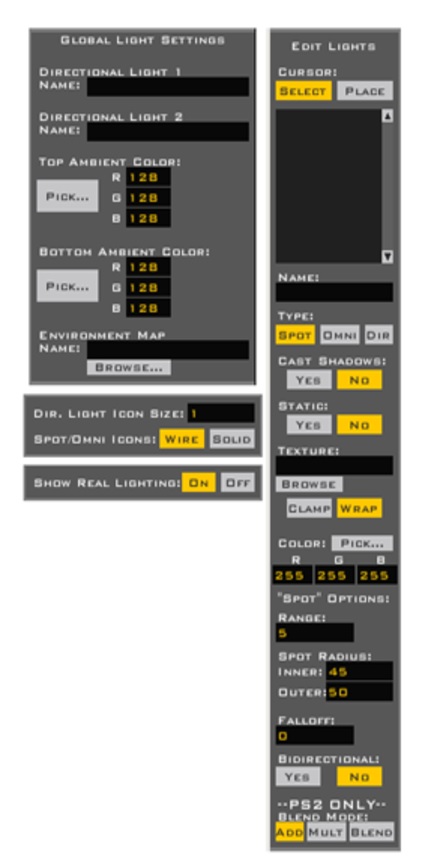 Global Light Settings
Directional Light 1
Name:
Directional Light 2
Name:
Top Ambient Color:
R 128
Pick... G 128
B 128
Bottom Ambient Color:
R 128
Pick... G 128
B 128
Environment Map
Name:
Browse...
Dir. Light Icon Size: 1
Spot/Omni Icons: Wire Solid
Show Real Lighting: On Off
Edit Lights
Cursor:
Select Place
Name:
Type:
Spot Omni Dir
Cast Shadows:
Yes No
Static:
Yes No
Texture:
Browse
Clamp Wrap
Color: Pick...
R G B
255 255 255
"Spot" Options:
Range:
5
Spot Radius:
Inner: 45
Outer: 50
Falloff:
0
Bidirectional:
Yes No
--PS2 ONLY--
Blend Mode:
Add Mult Blend